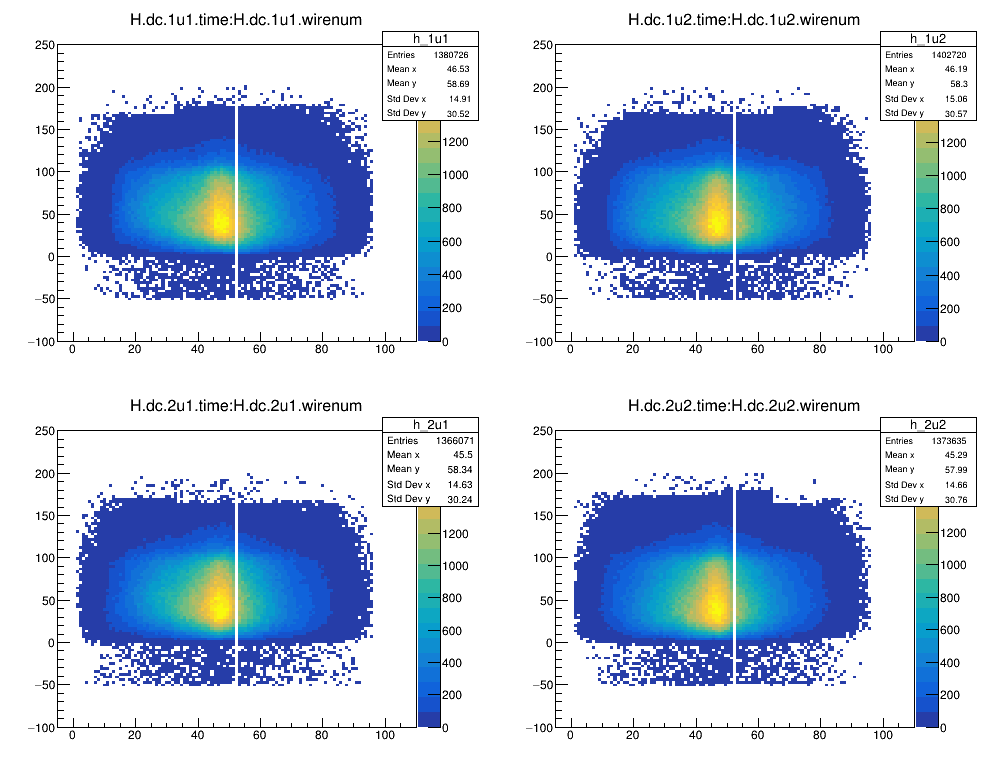 H.dc.1u1.time:H.dc.1u1.wirenum
h_1u1
Entries 1380726
Mean x 46.53
Mean y 58.69
Std Dev x 14.91
Std Dev y 30.52
250
200
150
100
50
0
−50
−100
0 20 40 60 80 100
1200
1000
800
600
400
200
0
H.dc.1u2.time:H.dc.1u2.wirenum
h_1u2
Entries 1402720
Mean x 46.19
Mean y 58.3
Std Dev x 15.06
Std Dev y 30.57
250
200
150
100
50
0
−50
−100
0 20 40 60 80 100
1200
1000
800
600
400
200
0
H.dc.2u1.time:H.dc.2u1.wirenum
h_2u1
Entries 1366071
Mean x 45.5
Mean y 58.34
Std Dev x 14.63
Std Dev y 30.24
250
200
150
100
50
0
−50
−100
0 20 40 60 80 100
1200
1000
800
600
400
200
0
H.dc.2u2.time:H.dc.2u2.wirenum
h_2u2
Entries 1373635
Mean x 45.29
Mean y 57.99
Std Dev x 14.66
Std Dev y 30.76
250
200
150
100
50
0
−50
−100
0 20 40 60 80 100
1200
1000
800
600
400
200
0